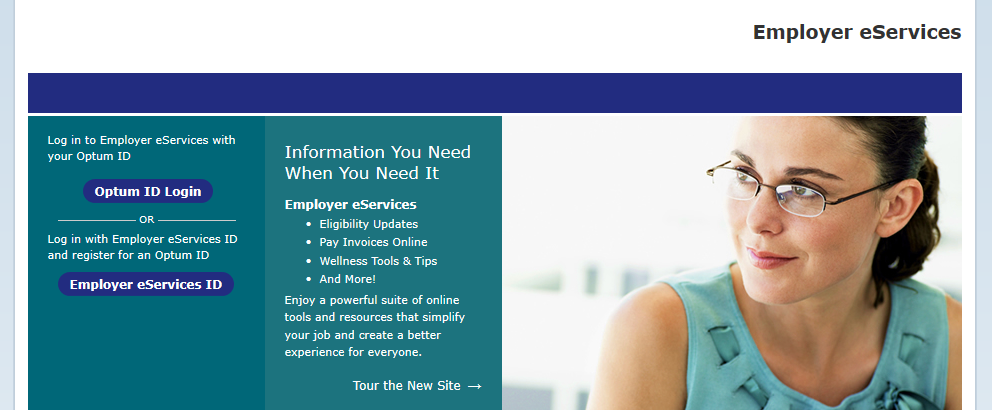 Employer eServices
Log in to Employer eServices with
your Optum ID
Optum ID Login
OR
Log in with Employer eServices ID
and register for an Optum ID
Employer eServices ID
Information You Need
When You Need It
Employer eServices
• Eligibility Updates
• Pay Invoices Online
• Wellness Tools & Tips
• And More!
Enjoy a powerful suite of online
tools and resources that simplify
your job and create a better
experience for everyone.
Tour the New Site →